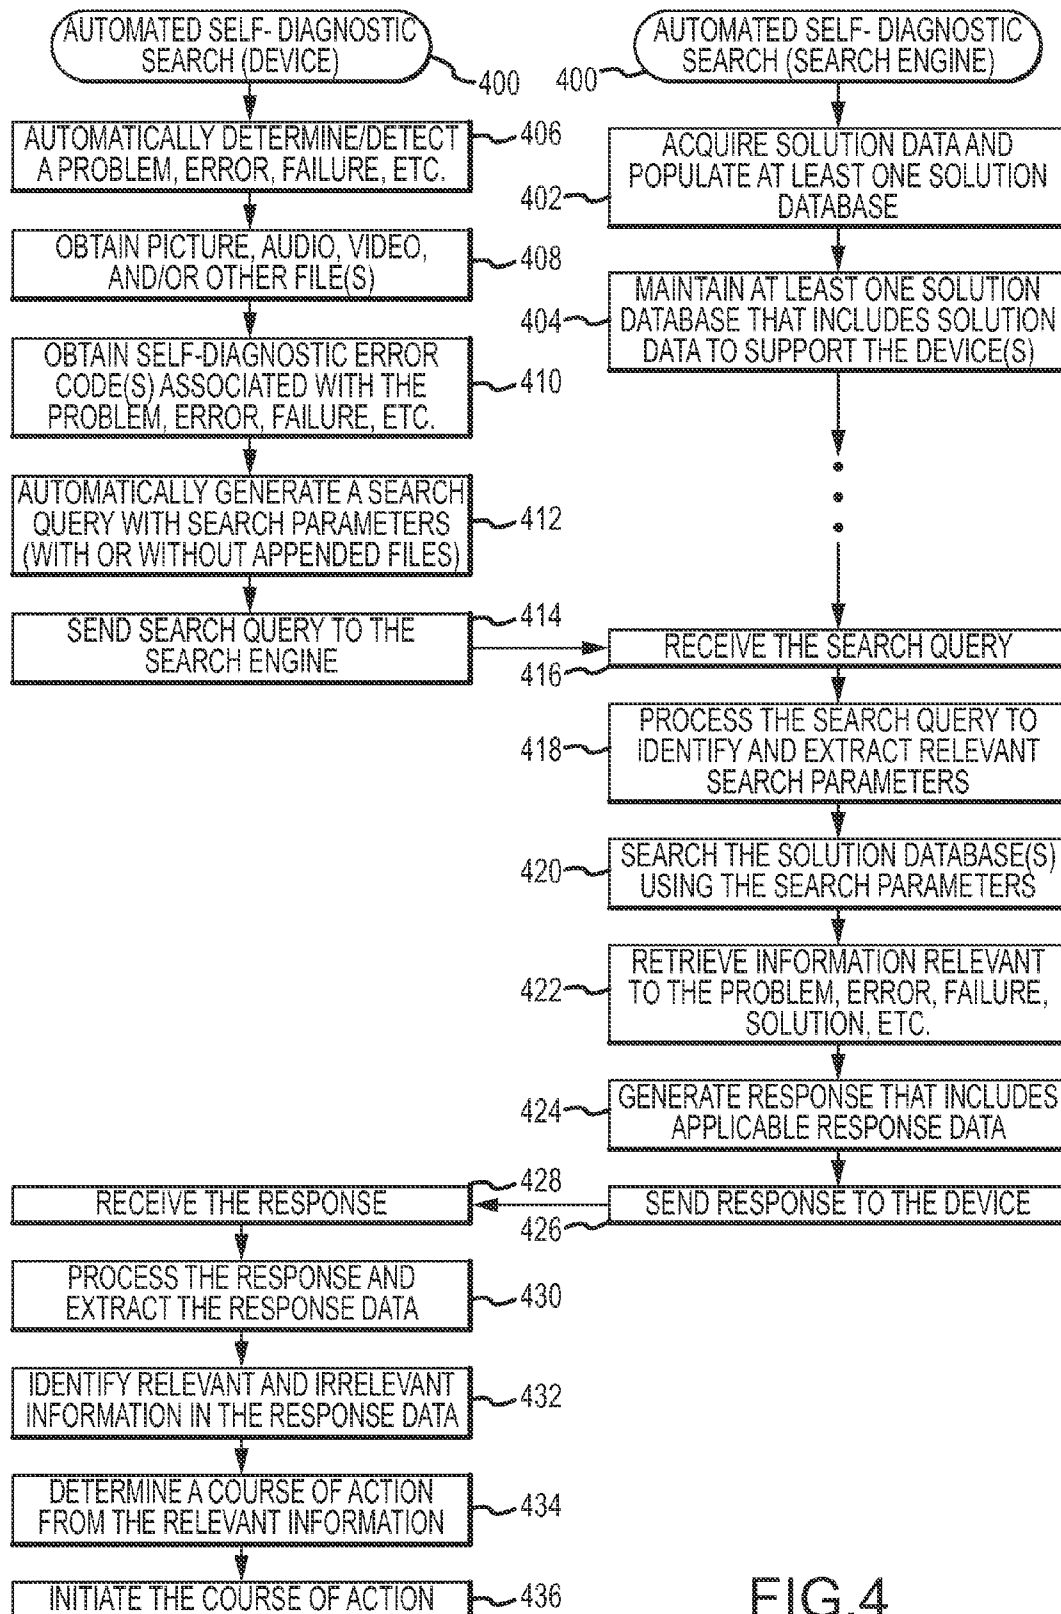 AUTOMATED SELF- DIAGNOSTIC
SEARCH (DEVICE)
400
AUTOMATICALLY DETERMINE/DETECT
A PROBLEM, ERROR, FAILURE, ETC.
406
OBTAIN PICTURE, AUDIO, VIDEO,
AND/OR OTHER FILE(S)
408
OBTAIN SELF-DIAGNOSTIC ERROR
CODE(S) ASSOCIATED WITH THE
PROBLEM, ERROR, FAILURE, ETC.
410
AUTOMATICALLY GENERATE A SEARCH
QUERY WITH SEARCH PARAMETERS
(WITH OR WITHOUT APPENDED FILES)
412
SEND SEARCH QUERY TO THE
SEARCH ENGINE
414
AUTOMATED SELF- DIAGNOSTIC
SEARCH (SEARCH ENGINE)
400
ACQUIRE SOLUTION DATA AND
POPULATE AT LEAST ONE SOLUTION
DATABASE
402
MAINTAIN AT LEAST ONE SOLUTION
DATABASE THAT INCLUDES SOLUTION
DATA TO SUPPORT THE DEVICE(S)
404
RECEIVE THE SEARCH QUERY
416
PROCESS THE SEARCH QUERY TO
IDENTIFY AND EXTRACT RELEVANT
SEARCH PARAMETERS
418
SEARCH THE SOLUTION DATABASE(S)
USING THE SEARCH PARAMETERS
420
RETRIEVE INFORMATION RELEVANT
TO THE PROBLEM, ERROR, FAILURE,
SOLUTION, ETC.
422
GENERATE RESPONSE THAT INCLUDES
APPLICABLE RESPONSE DATA
424
SEND RESPONSE TO THE DEVICE
426
RECEIVE THE RESPONSE
428
PROCESS THE RESPONSE AND
EXTRACT THE RESPONSE DATA
430
IDENTIFY RELEVANT AND IRRELEVANT
INFORMATION IN THE RESPONSE DATA
432
DETERMINE A COURSE OF ACTION
FROM THE RELEVANT INFORMATION
434
INITIATE THE COURSE OF ACTION
436
FIG.4